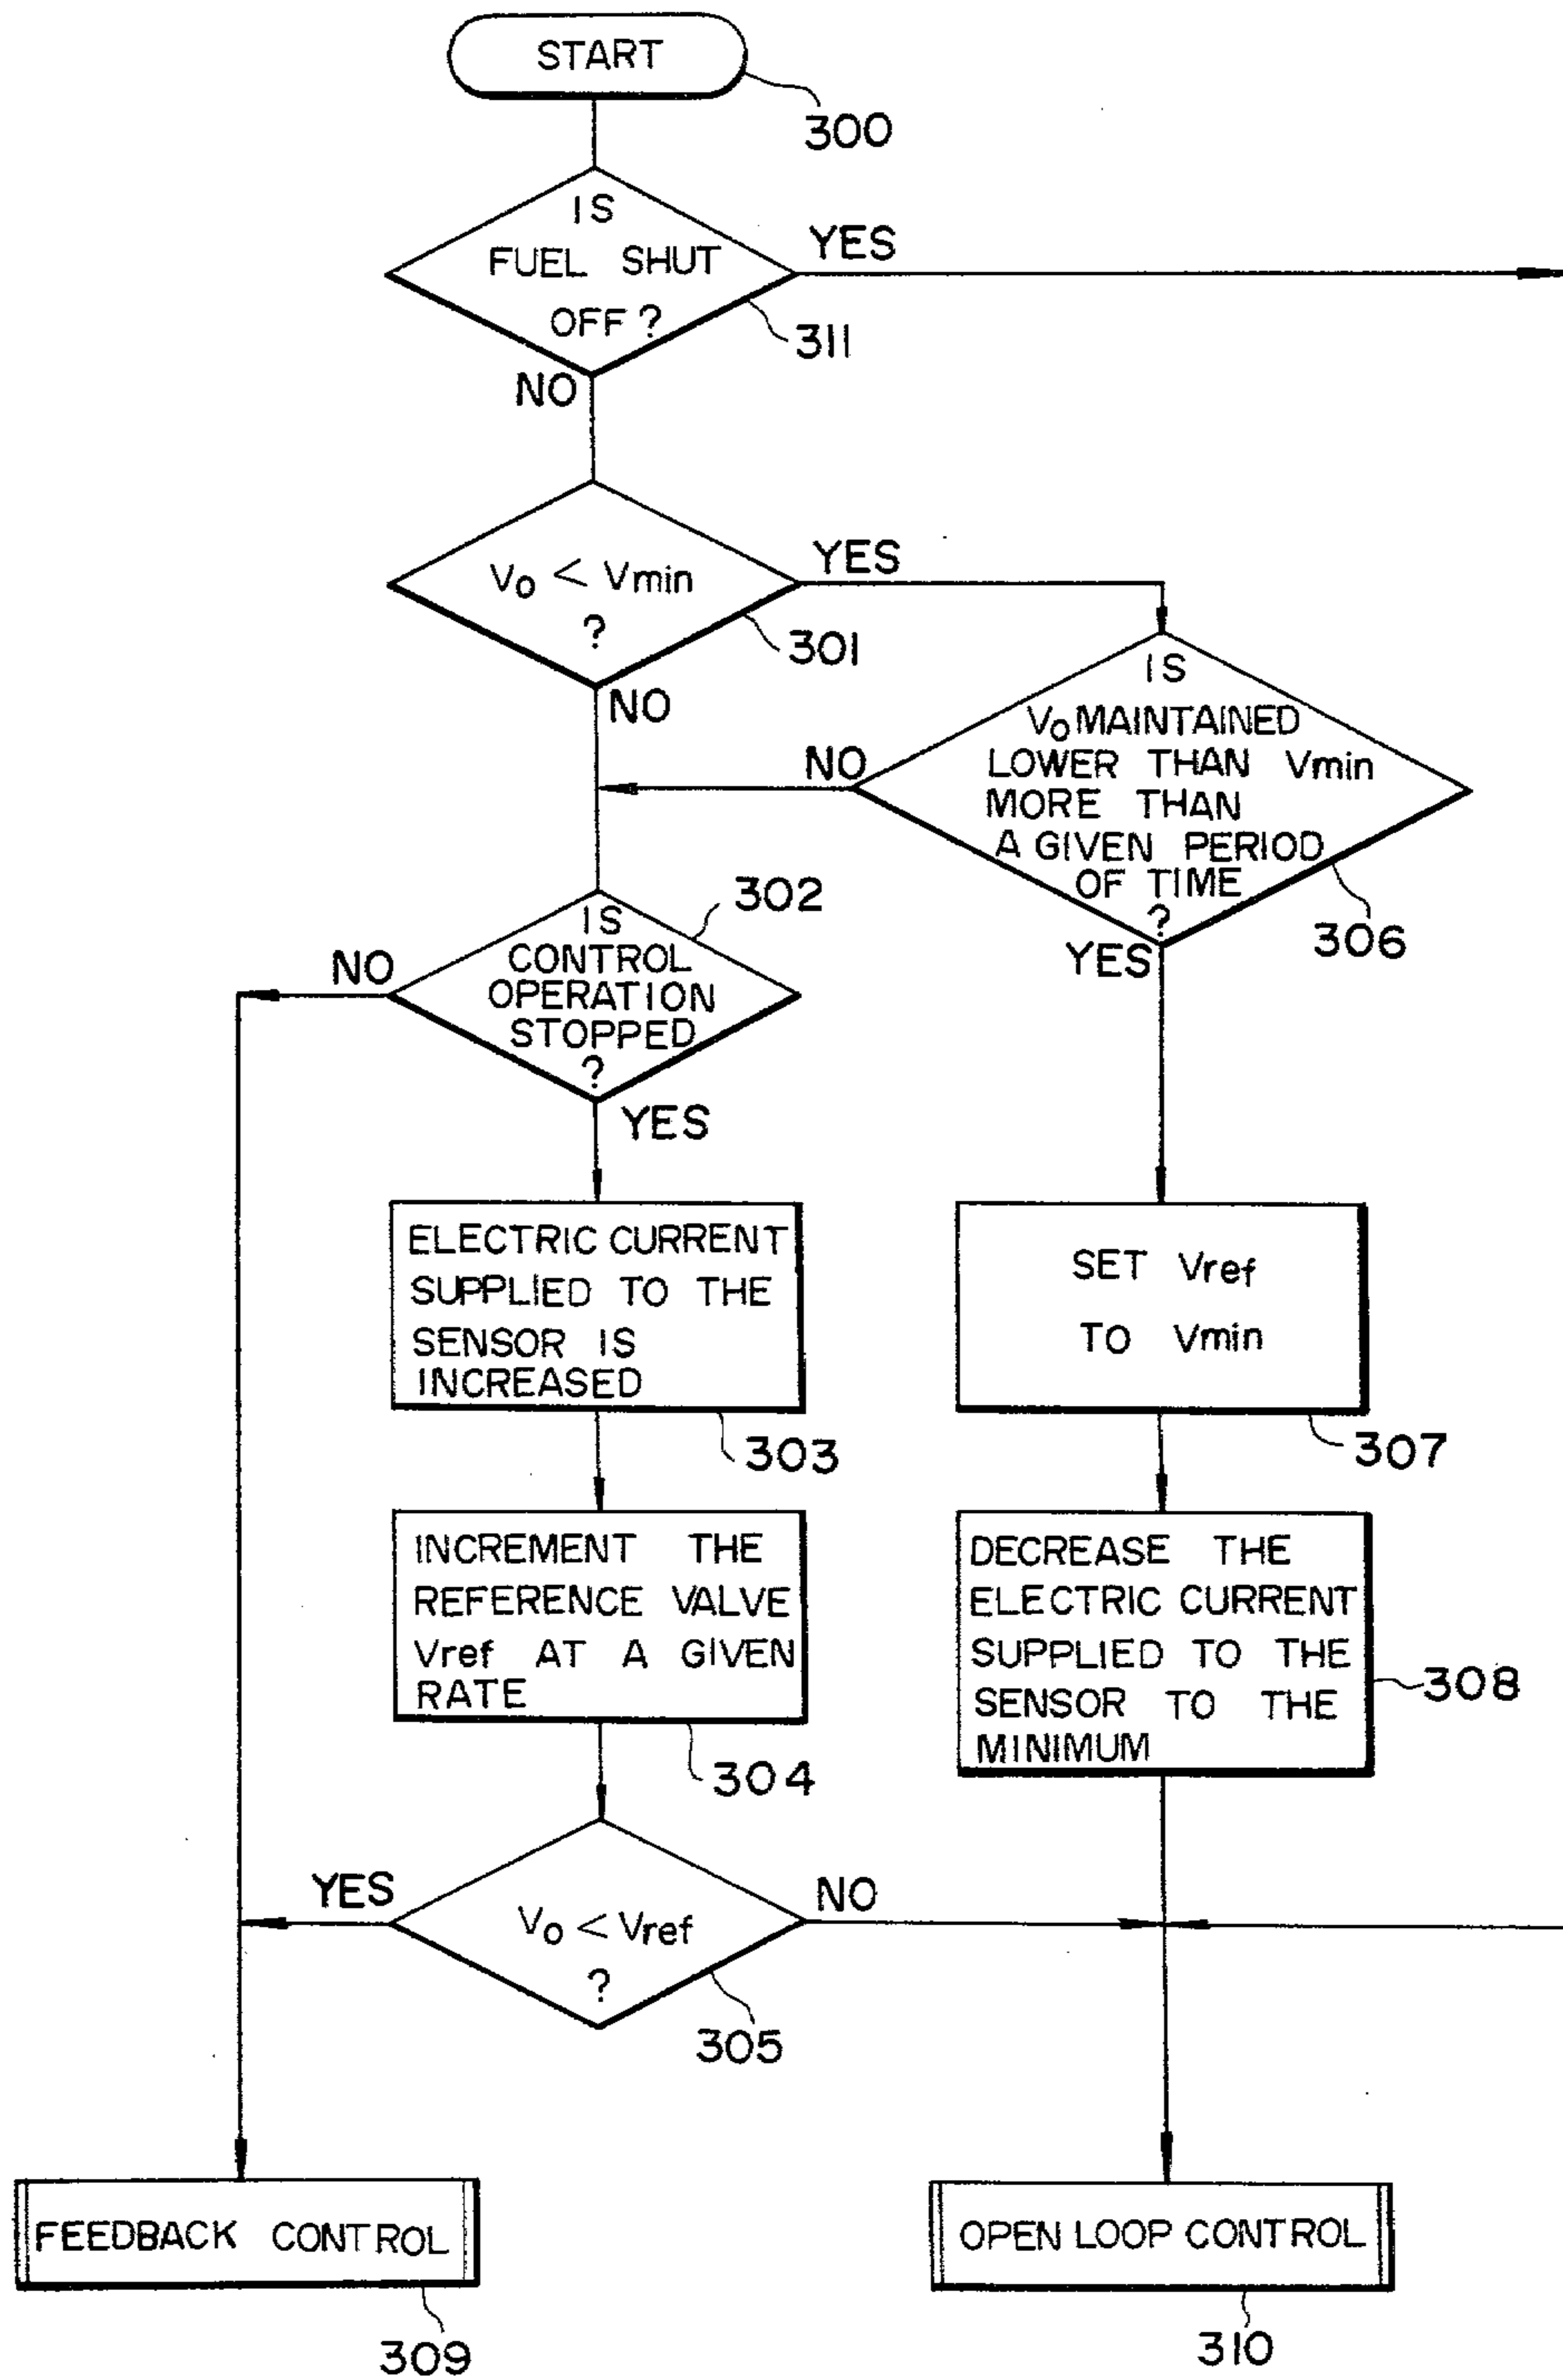 START
300
IS
FUEL SHUT
OFF?
YES
311
NO
Vo < Vmin
?
YES
301
NO
IS
Vo MAINTAINED
LOWER THAN Vmin
MORE THAN
A GIVEN PERIOD
OF TIME
?
NO
306
YES
302
IS
CONTROL
OPERATION
STOPPED
?
NO
YES
ELECTRIC CURRENT
SUPPLIED TO THE
SENSOR IS
INCREASED
303
SET Vref
TO Vmin
307
INCREMENT THE
REFERENCE VALVE
Vref AT A GIVEN
RATE
304
DECREASE THE
ELECTRIC CURRENT
SUPPLIED TO THE
SENSOR TO THE
MINIMUM
308
YES
Vo < Vref
?
NO
305
FEEDBACK CONTROL
309
OPEN LOOP CONTROL
310